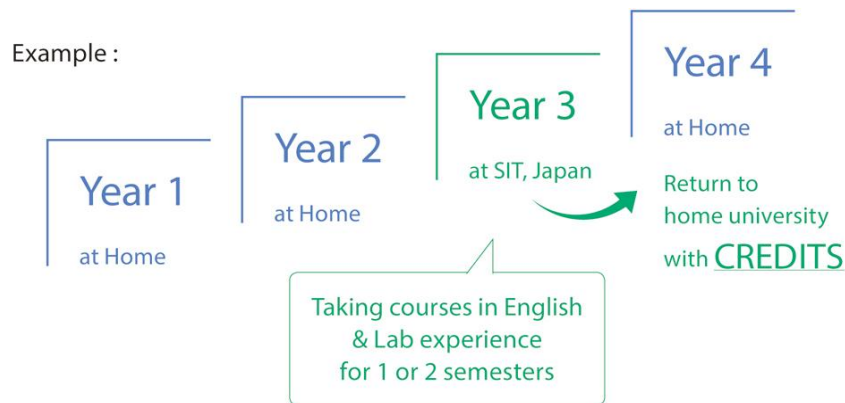 Example :
Year 1
at Home
Year 2
at Home
Year 3
at SIT, Japan
Taking courses in English
& Lab experience
for 1 or 2 semesters
Year 4
at Home
Return to
home university
with CREDITS